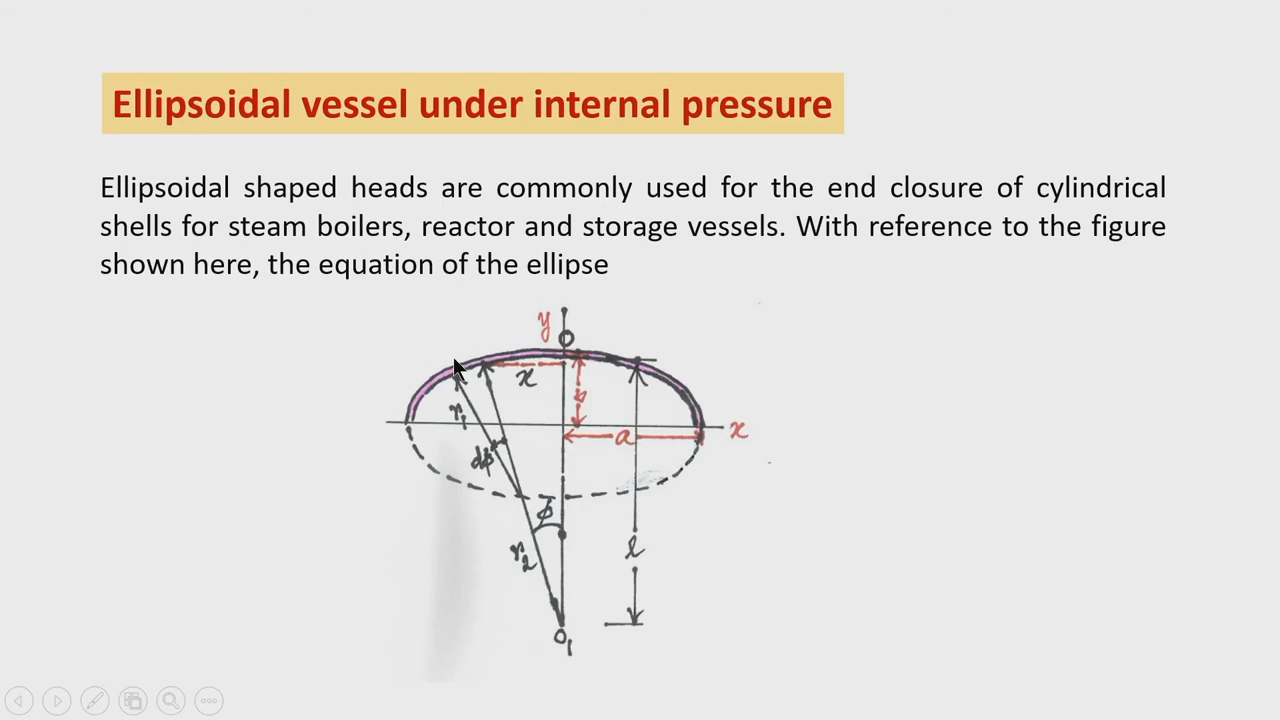 Ellipsoidal vessel under internal pressure
Ellipsoidal shaped heads are commonly used for the end closure of cylindrical
shells for steam boilers, reactor and storage vessels. With reference to the figure
shown here, the equation of the ellipse
y
O
x
b
r₁
a
x
dϕ
ϕ
r₂
l
O₁